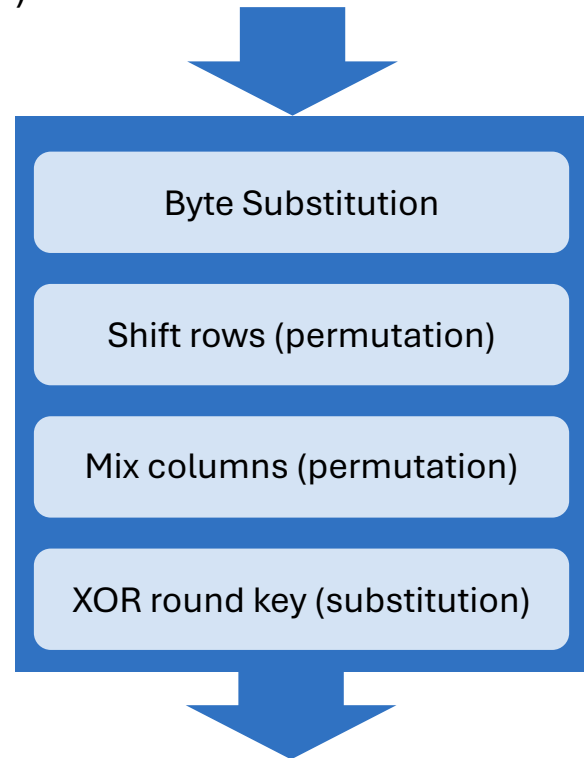 )
Byte Substitution
Shift rows (permutation)
Mix columns (permutation)
XOR round key (substitution)